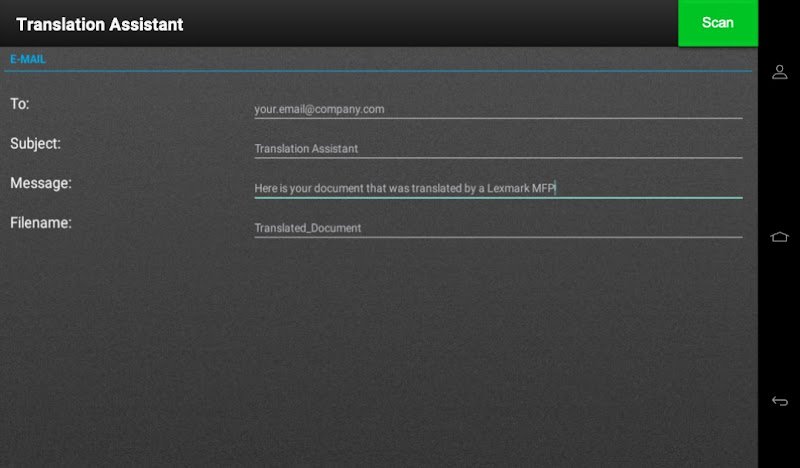 Translation Assistant
Scan
E-MAIL
To: your.email@company.com
Subject: Translation Assistant
Message: Here is your document that was translated by a Lexmark MFP
Filename: Translated_Document